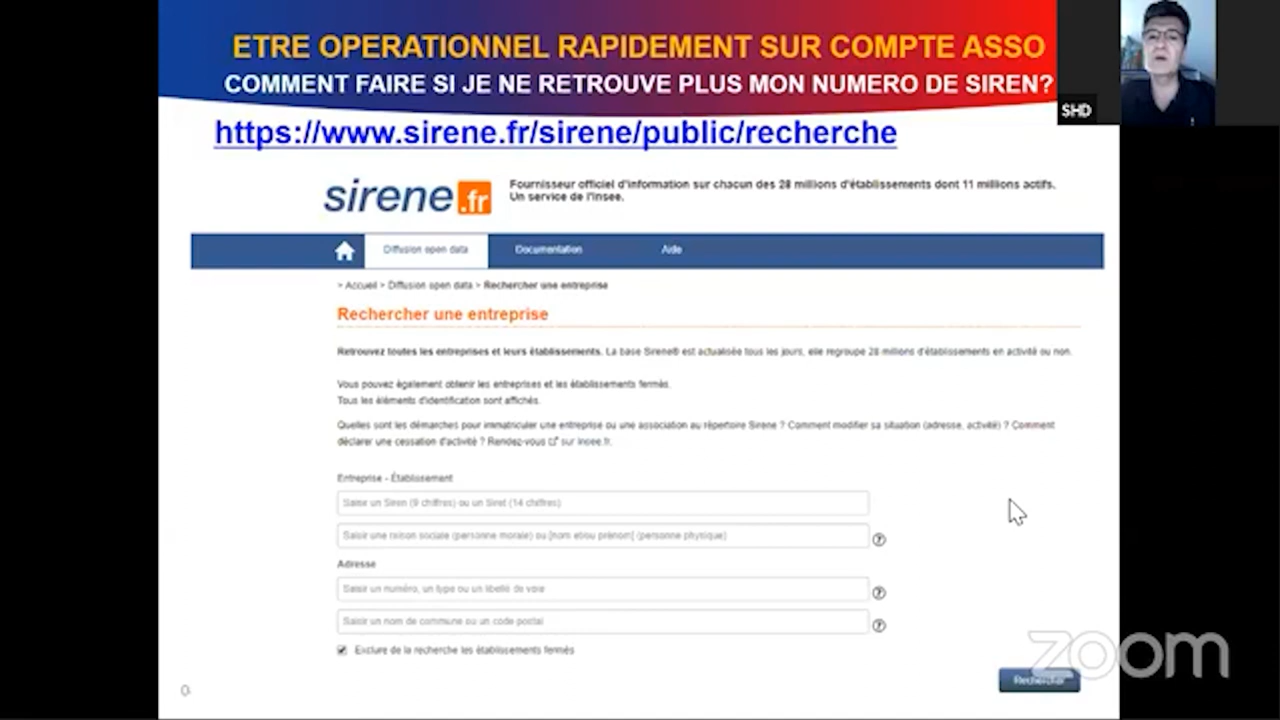 ETRE OPERATIONNEL RAPIDEMENT SUR COMPTE ASSO
COMMENT FAIRE SI JE NE RETROUVE PLUS MON NUMERO DE SIREN?
SHD
https://www.sirene.fr/sirene/public/recherche
sirene.fr
Fournisseur officiel d'information sur chacun des 28 millions d'établissements dont 11 millions actifs.
Un service de l'Insee.
Diffusion open data Documentation Aide
> Accueil > Diffusion open data > Rechercher une entreprise
Rechercher une entreprise
Retrouvez toutes les entreprises et leurs établissements. La base Sirene® est actualisée tous les jours, elle regroupe 28 millions d'établissements en activité ou non.
Vous pouvez également obtenir les entreprises et les établissements fermés.
Tous les éléments d'identification sont affichés.
Quelles sont les démarches pour immatriculer une entreprise ou une association au répertoire Sirene ? Comment modifier sa situation (adresse, activité) ? Comment
déclarer une cessation d'activité ? Rendez-vous sur insee.fr.
Entreprise - Établissement
Saisir un Siren (9 chiffres) ou un Siret (14 chiffres)
Saisir une raison sociale (personne morale) ou [nom et/ou prénom] (personne physique)
Adresse
Saisir un numéro, un type ou un libellé de voie
Saisir un nom de commune ou un code postal
Exclure de la recherche les établissements fermés
Rechercher
zoom
0